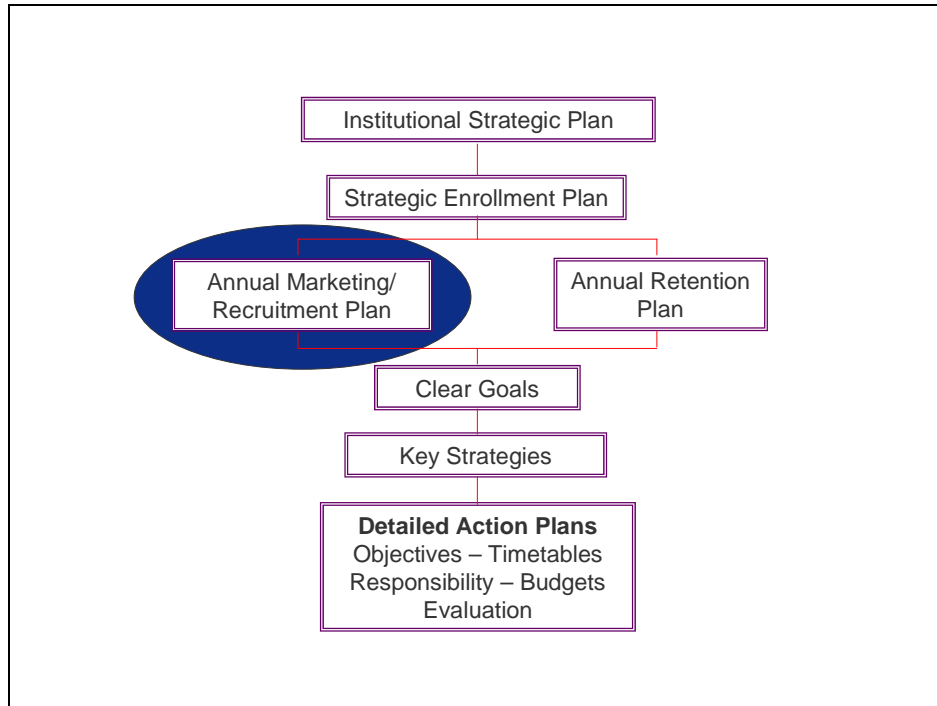 Institutional Strategic Plan
Strategic Enrollment Plan
Annual Marketing/
Recruitment Plan
Annual Retention
Plan
Clear Goals
Key Strategies
Detailed Action Plans
Objectives – Timetables
Responsibility – Budgets
Evaluation